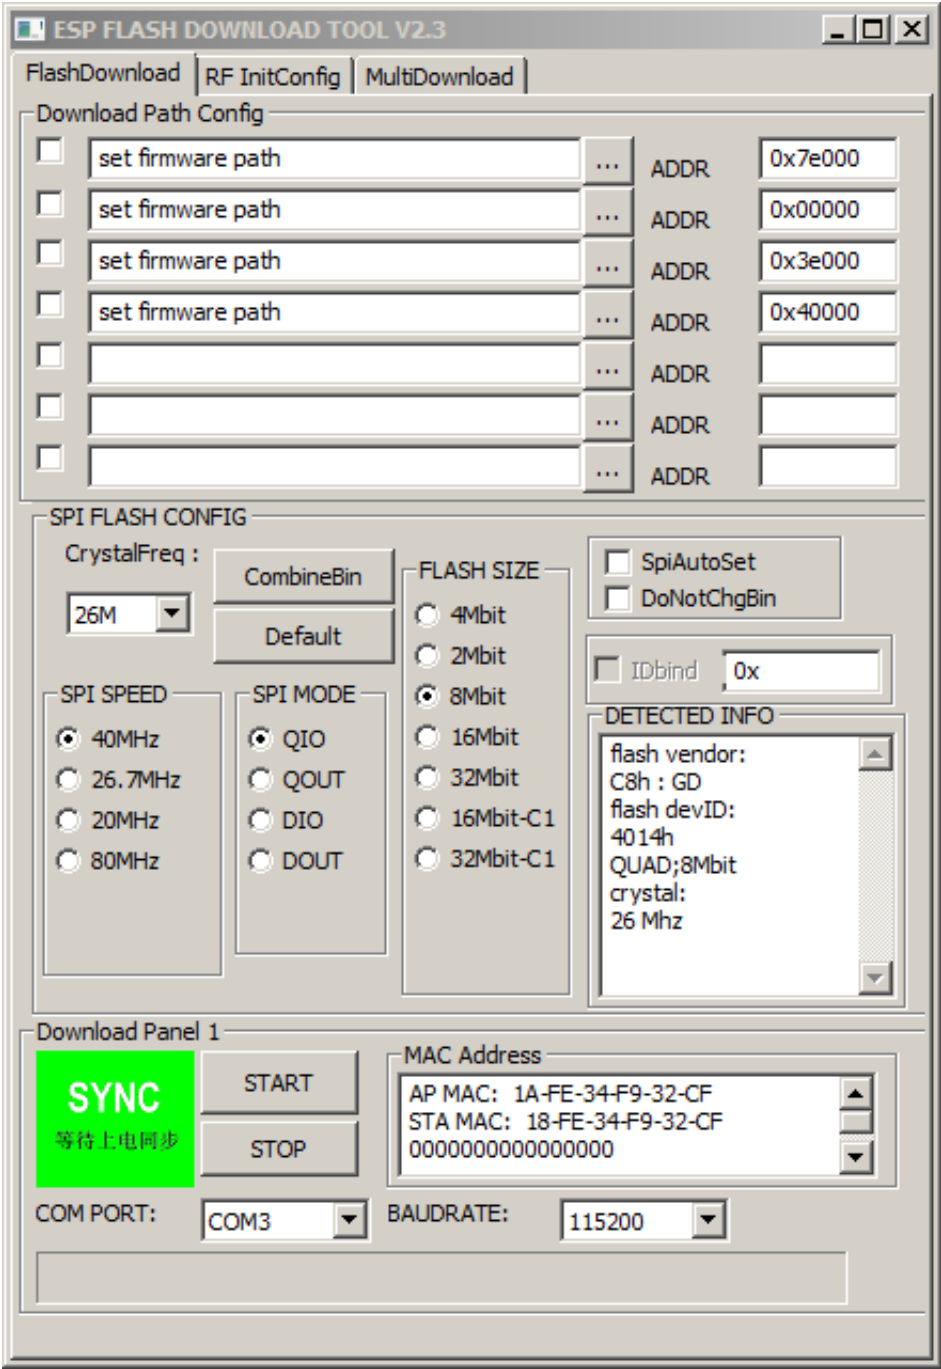 ESP FLASH DOWNLOAD TOOL V2.3
FlashDownload RF InitConfig MultiDownload
Download Path Config
set firmware path ... ADDR 0x7e000
set firmware path ... ADDR 0x00000
set firmware path ... ADDR 0x3e000
set firmware path ... ADDR 0x40000
... ADDR
... ADDR
... ADDR
SPI FLASH CONFIG
CrystalFreq :
26M
CombineBin
Default
SPI SPEED
40MHz
26.7MHz
20MHz
80MHz
SPI MODE
QIO
QOUT
DIO
DOUT
FLASH SIZE
4Mbit
2Mbit
8Mbit
16Mbit
32Mbit
16Mbit-C1
32Mbit-C1
SpiAutoSet
DoNotChgBin
IDbind 0x
DETECTED INFO
flash vendor:
C8h : GD
flash devID:
4014h
QUAD;8Mbit
crystal:
26 Mhz
Download Panel 1
SYNC
等待上电同步
START
STOP
MAC Address
AP MAC: 1A-FE-34-F9-32-CF
STA MAC: 18-FE-34-F9-32-CF
0000000000000000
COM PORT: COM3 BAUDRATE: 115200